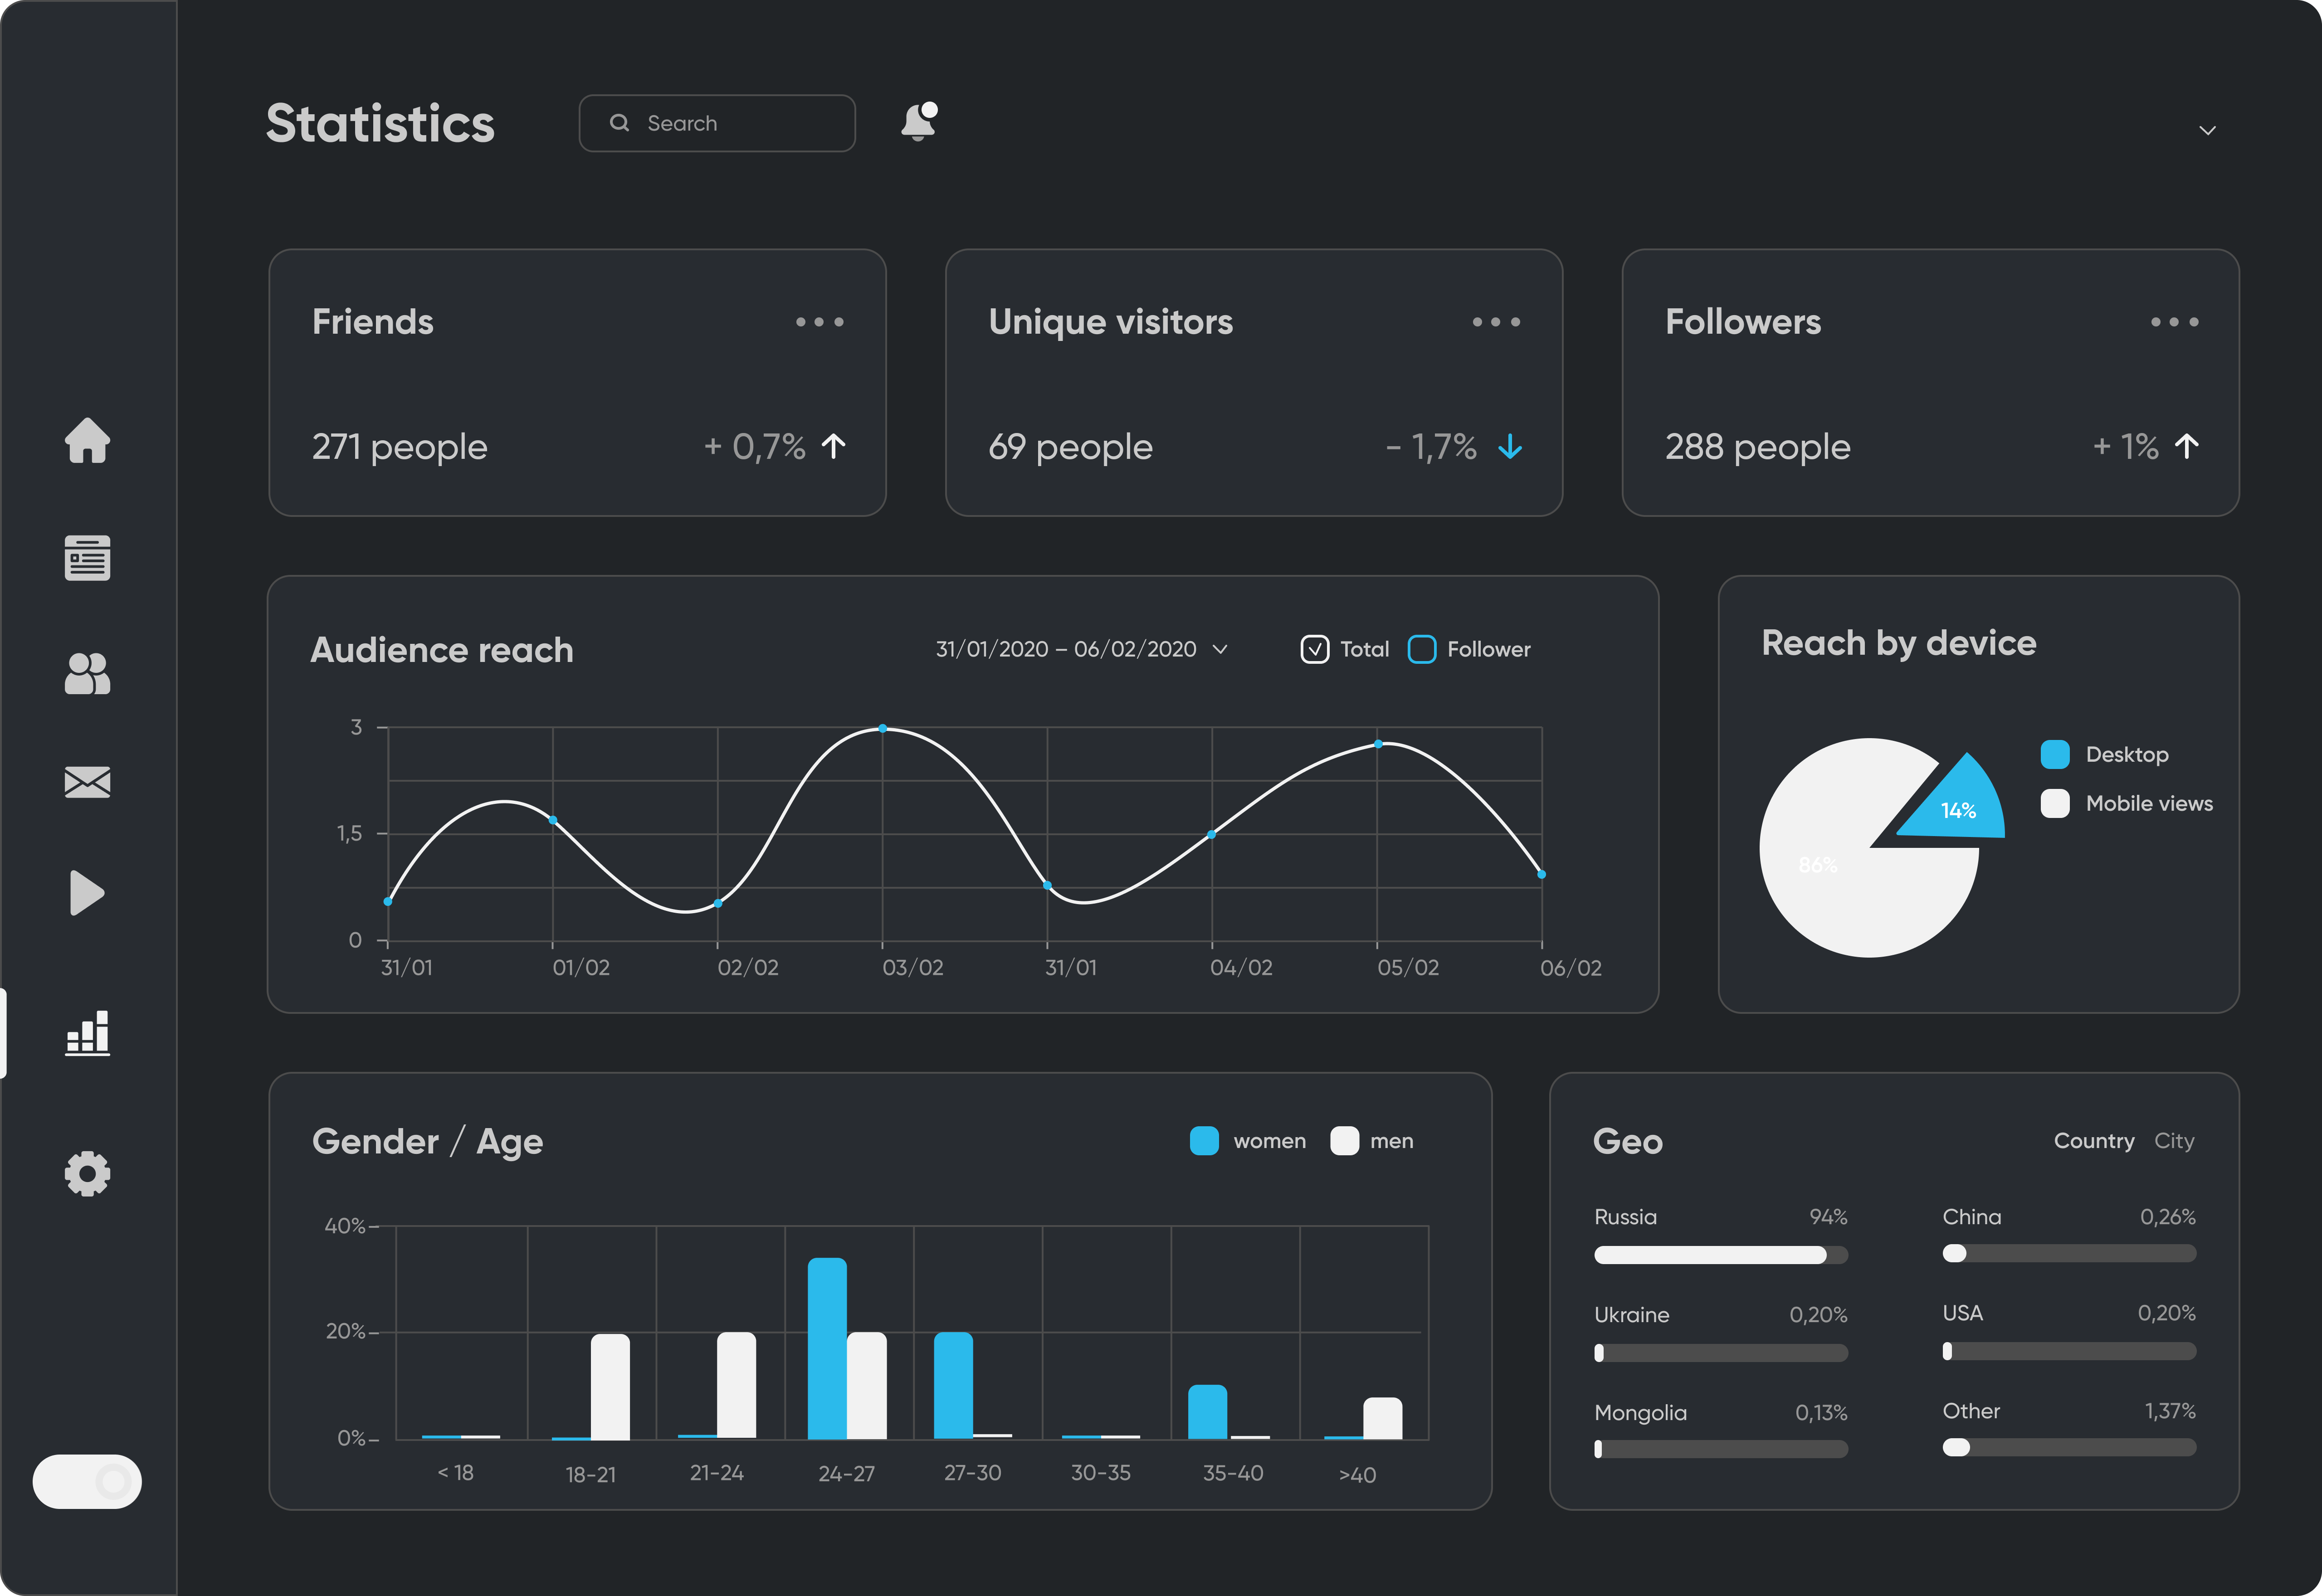 Statistics
Search
Friends
271 people + 0,7%
Unique visitors
69 people - 1,7%
Followers
288 people + 1%
Audience reach
31/01/2020 – 06/02/2020
Total Follower
3
1,5
0
31/01 01/02 02/02 03/02 31/01 04/02 05/02 06/02
Reach by device
Desktop
Mobile views
14%
86%
Gender / Age
women men
40%
20%
0%
< 18 18-21 21-24 24-27 27-30 30-35 35-40 >40
Geo
Country City
Russia 94%
China 0,26%
Ukraine 0,20%
USA 0,20%
Mongolia 0,13%
Other 1,37%